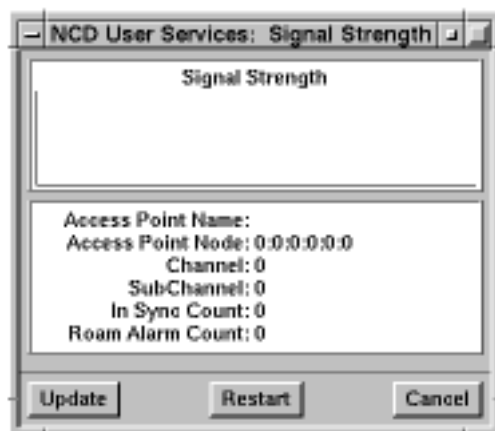 NCD User Services: Signal Strength
Signal Strength
Access Point Name:
Access Point Node: 0:0:0:0:0:0
Channel: 0
SubChannel: 0
In Sync Count: 0
Roam Alarm Count: 0
Update Restart Cancel